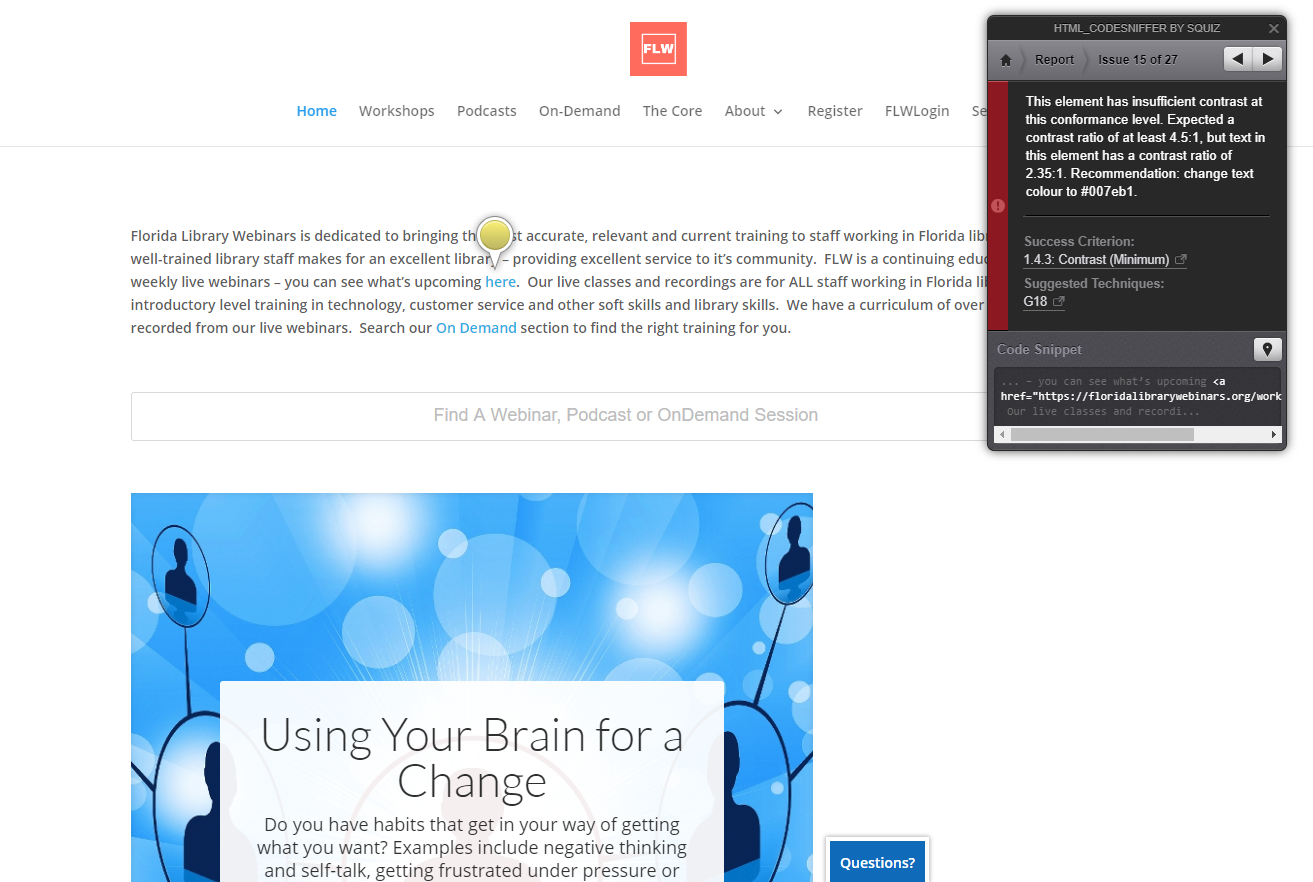 FLW
Home Workshops Podcasts On-Demand The Core About Register FLWLogin Se
Florida Library Webinars is dedicated to bringing th st accurate, relevant and current training to staff working in Florida lib
well-trained library staff makes for an excellent library – providing excellent service to it's community. FLW is a continuing educ
weekly live webinars – you can see what's upcoming here. Our live classes and recordings are for ALL staff working in Florida li
introductory level training in technology, customer service and other soft skills and library skills. We have a curriculum of over
recorded from our live webinars. Search our On Demand section to find the right training for you.
Find A Webinar, Podcast or OnDemand Session
Using Your Brain for a
Change
Do you have habits that get in your way of getting
what you want? Examples include negative thinking
and self-talk, getting frustrated under pressure or
Questions?
HTML_CODESNIFFER BY SQUIZ
Report Issue 15 of 27
This element has insufficient contrast at
this conformance level. Expected a
contrast ratio of at least 4.5:1, but text in
this element has a contrast ratio of
2.35:1. Recommendation: change text
colour to #007eb1.
Success Criterion:
1.4.3: Contrast (Minimum)
Suggested Techniques:
G18
Code Snippet
... – you can see what's upcoming <a
href="https://floridalibrarywebinars.org/work
Our live classes and recordi...